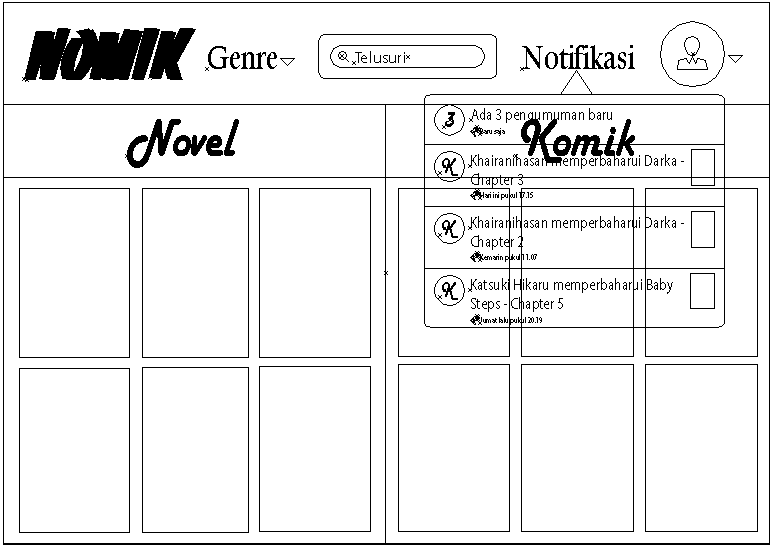 NOMIK
Genre
Telusuri
Notifikasi
Novel
Komik
3
Ada 3 pengumuman baru
Baru saja
K
Khairanihasan memperbaharui Darka -
Chapter 3
Hari ini pukul 17.15
K
Khairanihasan memperbaharui Darka -
Chapter 2
Kemarin pukul 11.07
K
Katsuki Hikaru memperbaharui Baby
Steps - Chapter 5
Jumat lalu pukul 20.19